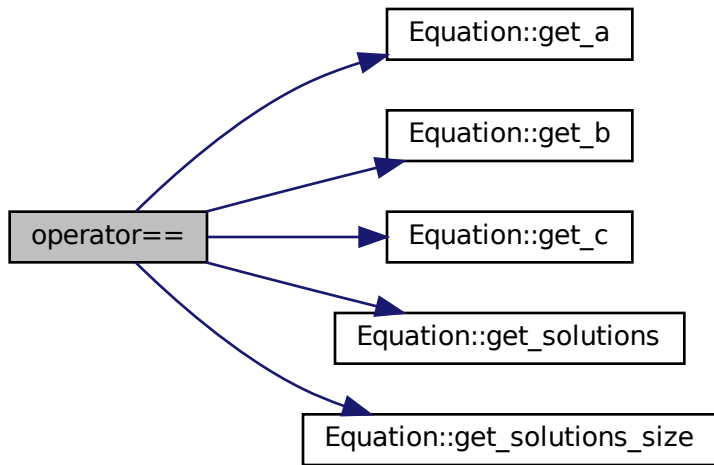 Equation::get_a
Equation::get_b
operator==
Equation::get_c
Equation::get_solutions
Equation::get_solutions_size